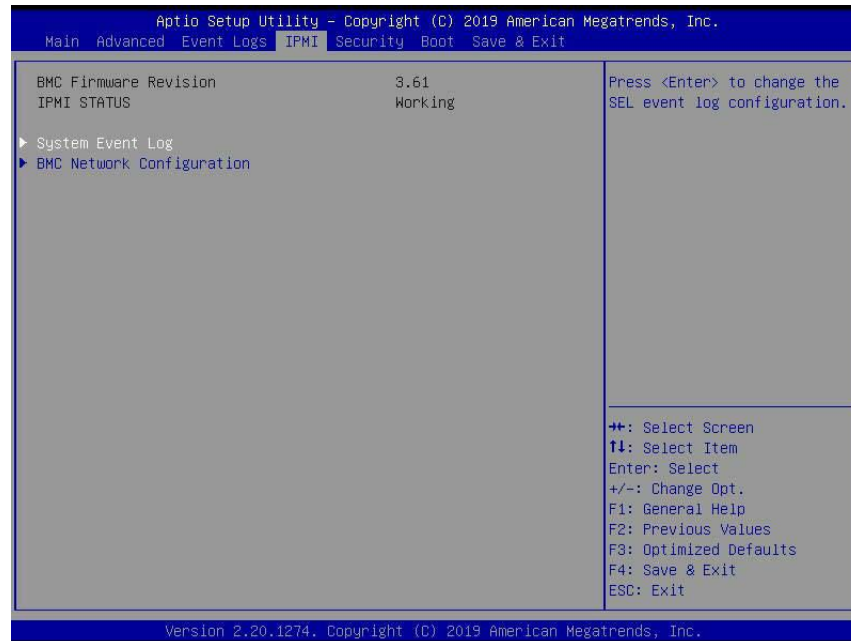 Aptio Setup Utility – Copyright (C) 2019 American Megatrends, Inc.
Main Advanced Event Logs IPMI Security Boot Save & Exit
BMC Firmware Revision 3.61
IPMI STATUS Working
System Event Log
BMC Network Configuration
Press <Enter> to change the
SEL event log configuration.
→←: Select Screen
↑↓: Select Item
Enter: Select
+/-: Change Opt.
F1: General Help
F2: Previous Values
F3: Optimized Defaults
F4: Save & Exit
ESC: Exit
Version 2.20.1274. Copyright (C) 2019 American Megatrends, Inc.